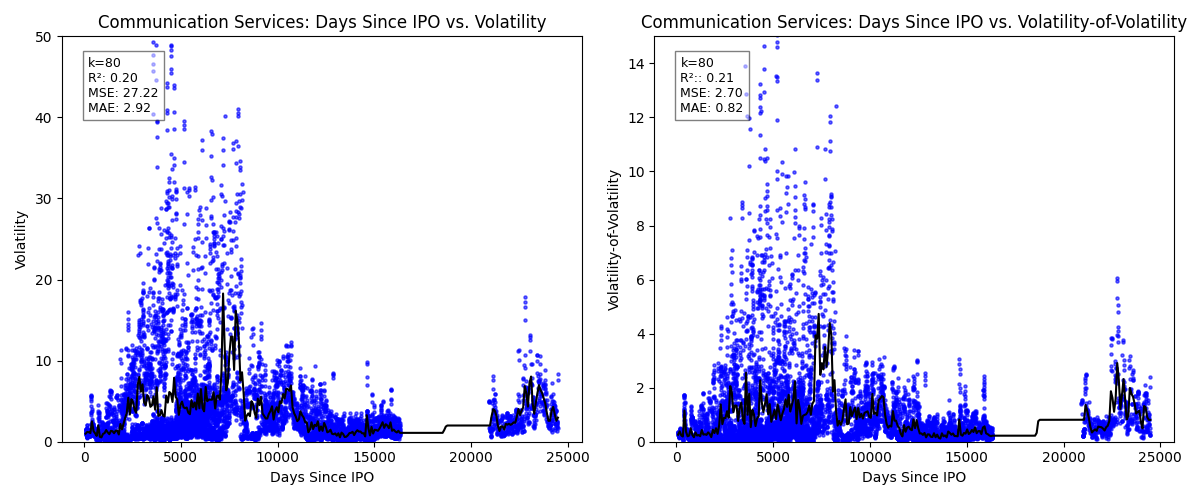 Communication Services: Days Since IPO vs. Volatility
50
40
30
20
10
0
Volatility
k=80
R²: 0.20
MSE: 27.22
MAE: 2.92
0
5000
10000
15000
20000
25000
Days Since IPO
Communication Services: Days Since IPO vs. Volatility-of-Volatility
14
12
10
8
6
4
2
0
Volatility-of-Volatility
k=80
R²:: 0.21
MSE: 2.70
MAE: 0.82
0
5000
10000
15000
20000
25000
Days Since IPO